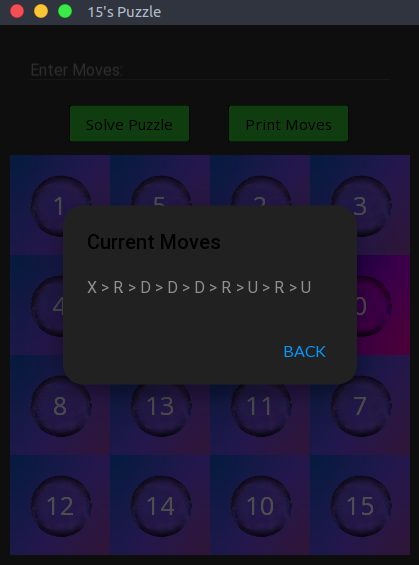 15's Puzzle
Enter Moves:
Solve Puzzle Print Moves
1 5 2 3
Current Moves
X > R > D > D > D > R > U > R > U
4 0
BACK
8 13 11 7
12 14 10 15